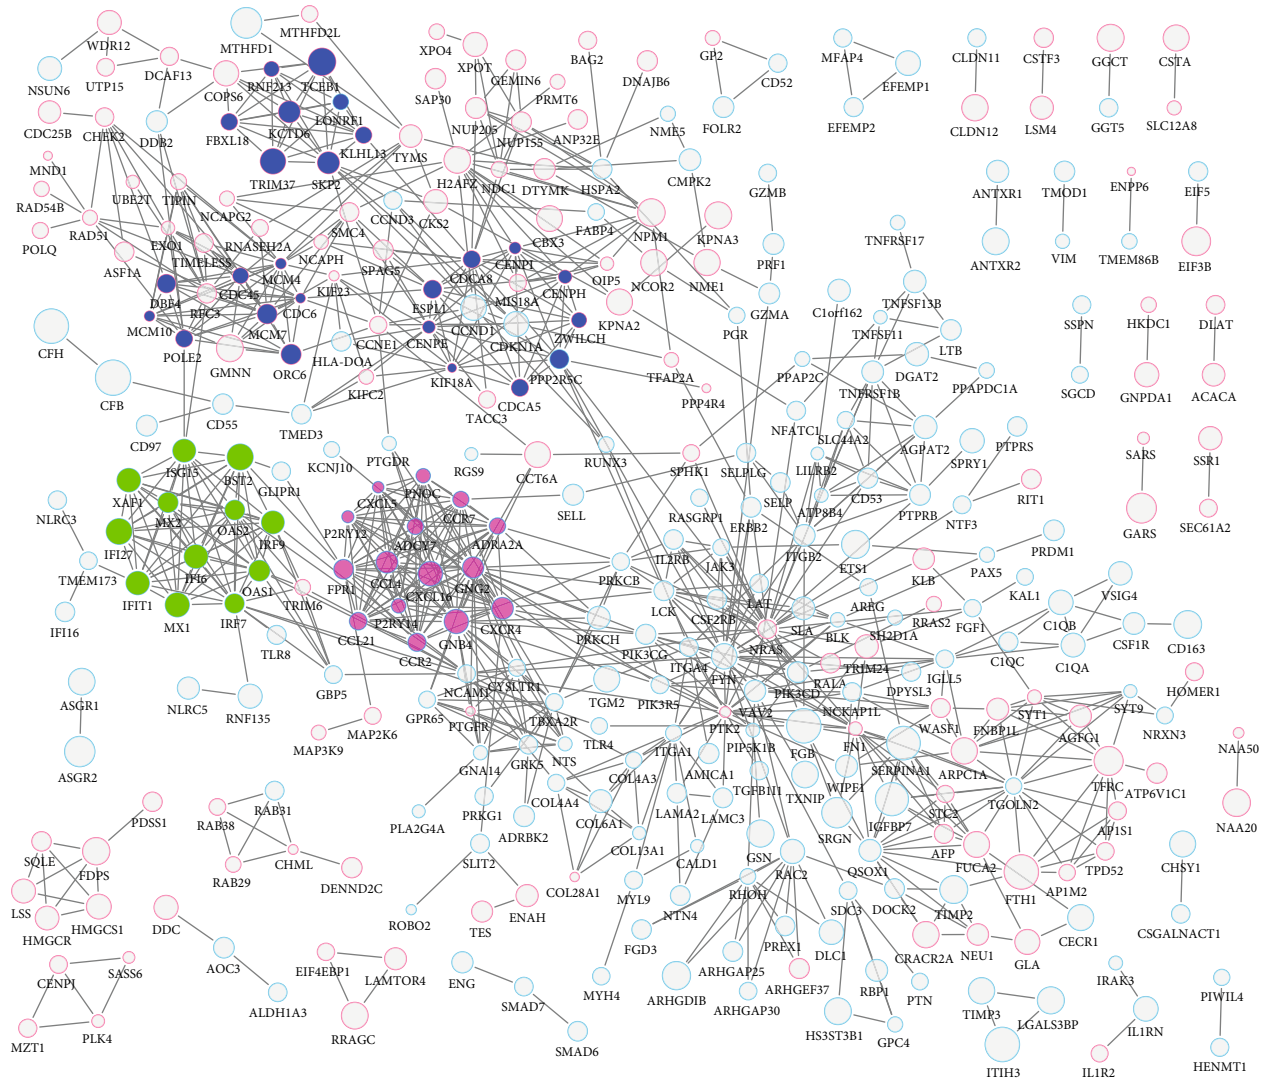 WDR12
MTHFD1
MTHFD2L
NSUN6
UTP15
DCAF13
COPS6
RNF213
TCEB1
LONRF1
FBXL18
KCTD6
KLHL13
TRIM37
SKP2
TYMS
XPO4
XPOT
GEMIN6
BAG2
DNAJB6
SAP30
PRMT6
NUP205
NUP155
ANP32E
GP2
CD52
FOLR2
MFAP4
EFEMP1
EFEMP2
CLDN11
CLDN12
CSTF3
LSM4
GGCT
GGT5
CSTA
SLC12A8
CDC25B
CHEK2
DDB2
MND1
RAD54B
UBE2T
TIPIN
POLQ
RAD51
NCAPG2
EXO1
RNASEH2A
TIMELESS
ASF1A
SMC4
NCAPH
CCND3
CKS2
H2AFZ
NDC1
DTYMK
HSPA2
NME5
CMPK2
CBX3
FABP4
NPM1
KPNA3
GZMB
PRF1
GZMA
ANTXR1
ANTXR2
TMOD1
VIM
ENPP6
TMEM86B
EIF5
EIF3B
MCM4
CDC45
DBF4
RFC3
CDC6
MCM10
MCM7
POLE2
GMNN
ORC6
KIF23
SPAG5
CDCA8
CENPI
OIP5
CENPH
ESPL1
MIS18A
CCND1
CCNE1
CENPE
CDKN1A
ZWILCH
HLA-DOA
KIFC2
KIF18A
PPP2R5C
CDCA5
TACC3
NCOR2
NME1
KPNA2
PGR
TFAP2A
PPP4R4
TNFRSF17
TNFSF13B
C1orf162
TNFSF11
LTB
DGAT2
PPAP2C
TNFRSF1B
PPAPDC1A
NFATC1
SLC44A2
AGPAT2
SPRY1
PTPRS
SSPN
SGCD
HKDC1
GNPDA1
DLAT
ACACA
CFH
CFB
CD55
CD97
TMED3
ISG15
BST2
XAF1
GLIPR1
MX2
OAS2
IRF9
IFI27
IFI6
OAS1
IFIT1
MX1
IRF7
TRIM6
NLRC3
TMEM173
IFI16
TLR8
GBP5
KCNJ10
PTGDR
RGS9
CCT6A
RUNX3
SPHK1
SELPLG
SELL
CXCL5
PNOC
CCR7
P2RY12
ADCY7
ADRA2A
FPR1
CCL4
CXCL16
GNG2
P2RY14
CCL21
GNB4
CXCR4
CCR2
LILRB2
SELP
CD53
ATP8B4
PTPRB
NTF3
RIT1
RASGRP1
ERBB2
ITGB2
ETS1
PRDM1
PAX5
KLB
KAL1
IL2RB
JAK3
PRKCB
LCK
CSF2RB
LAT
SLA
AREG
RRAS2
FGF1
BLK
SH2D1A
NRAS
PRKCH
PIK3CG
ITGA4
FYN
TRIM24
RALA
DPYSL3
IGLL5
VSIG4
C1QB
CSF1R
CD163
C1QC
C1QA
HOMER1
SARS
GARS
SSR1
SEC61A2
NAA50
NAA20
ASGR1
ASGR2
NLRC5
RNF135
MAP3K9
MAP2K6
NCAM1
CYSLTR1
GPR65
PTGFR
TBXA2R
TGM2
PIK3R5
VAV2
PIK3CD
NCKAP1L
PTK2
PIP5K1B
FGB
FN1
WASF1
FNBP1L
SYT1
AGFG1
SYT9
NRXN3
SERPINA1
ARPC1A
TFRC
ATP6V1C1
TGOLN2
AP1S1
TPD52
AP1M2
GNA14
GRK5
NTS
TLR4
ITGA1
AMICA1
COL4A3
TGFB1I1
TXNIP
WIPF1
COL4A4
COL6A1
LAMA2
LAMC3
SRGN
IGFBP7
STC2
AFP
FUCA2
FTH1
PLA2G4A
PRKG1
ADRBK2
COL13A1
CALD1
GSN
RAC2
QSOX1
SLIT2
COL28A1
MYL9
NTN4
RHOH
SDC3
DOCK2
TIMP2
ROBO2
ENAH
TES
FGD3
PREX1
DLC1
CRACR2A
NEU1
GLA
CECR1
CHSY1
CSGALNACT1
PDSS1
SQLE
FDPS
LSS
HMGCR
HMGCS1
RAB31
RAB38
RAB29
CHML
DENND2C
DDC
AOC3
ALDH1A3
CENPJ
SASS6
MZT1
PLK4
EIF4EBP1
LAMTOR4
RRAGC
ENG
SMAD7
SMAD6
MYH4
ARHGDIB
ARHGAP25
ARHGEF37
ARHGAP30
RBP1
PTN
HS3ST3B1
GPC4
TIMP3
LGALS3BP
ITIH3
IRAK3
IL1RN
IL1R2
PIWIL4
HENMT1